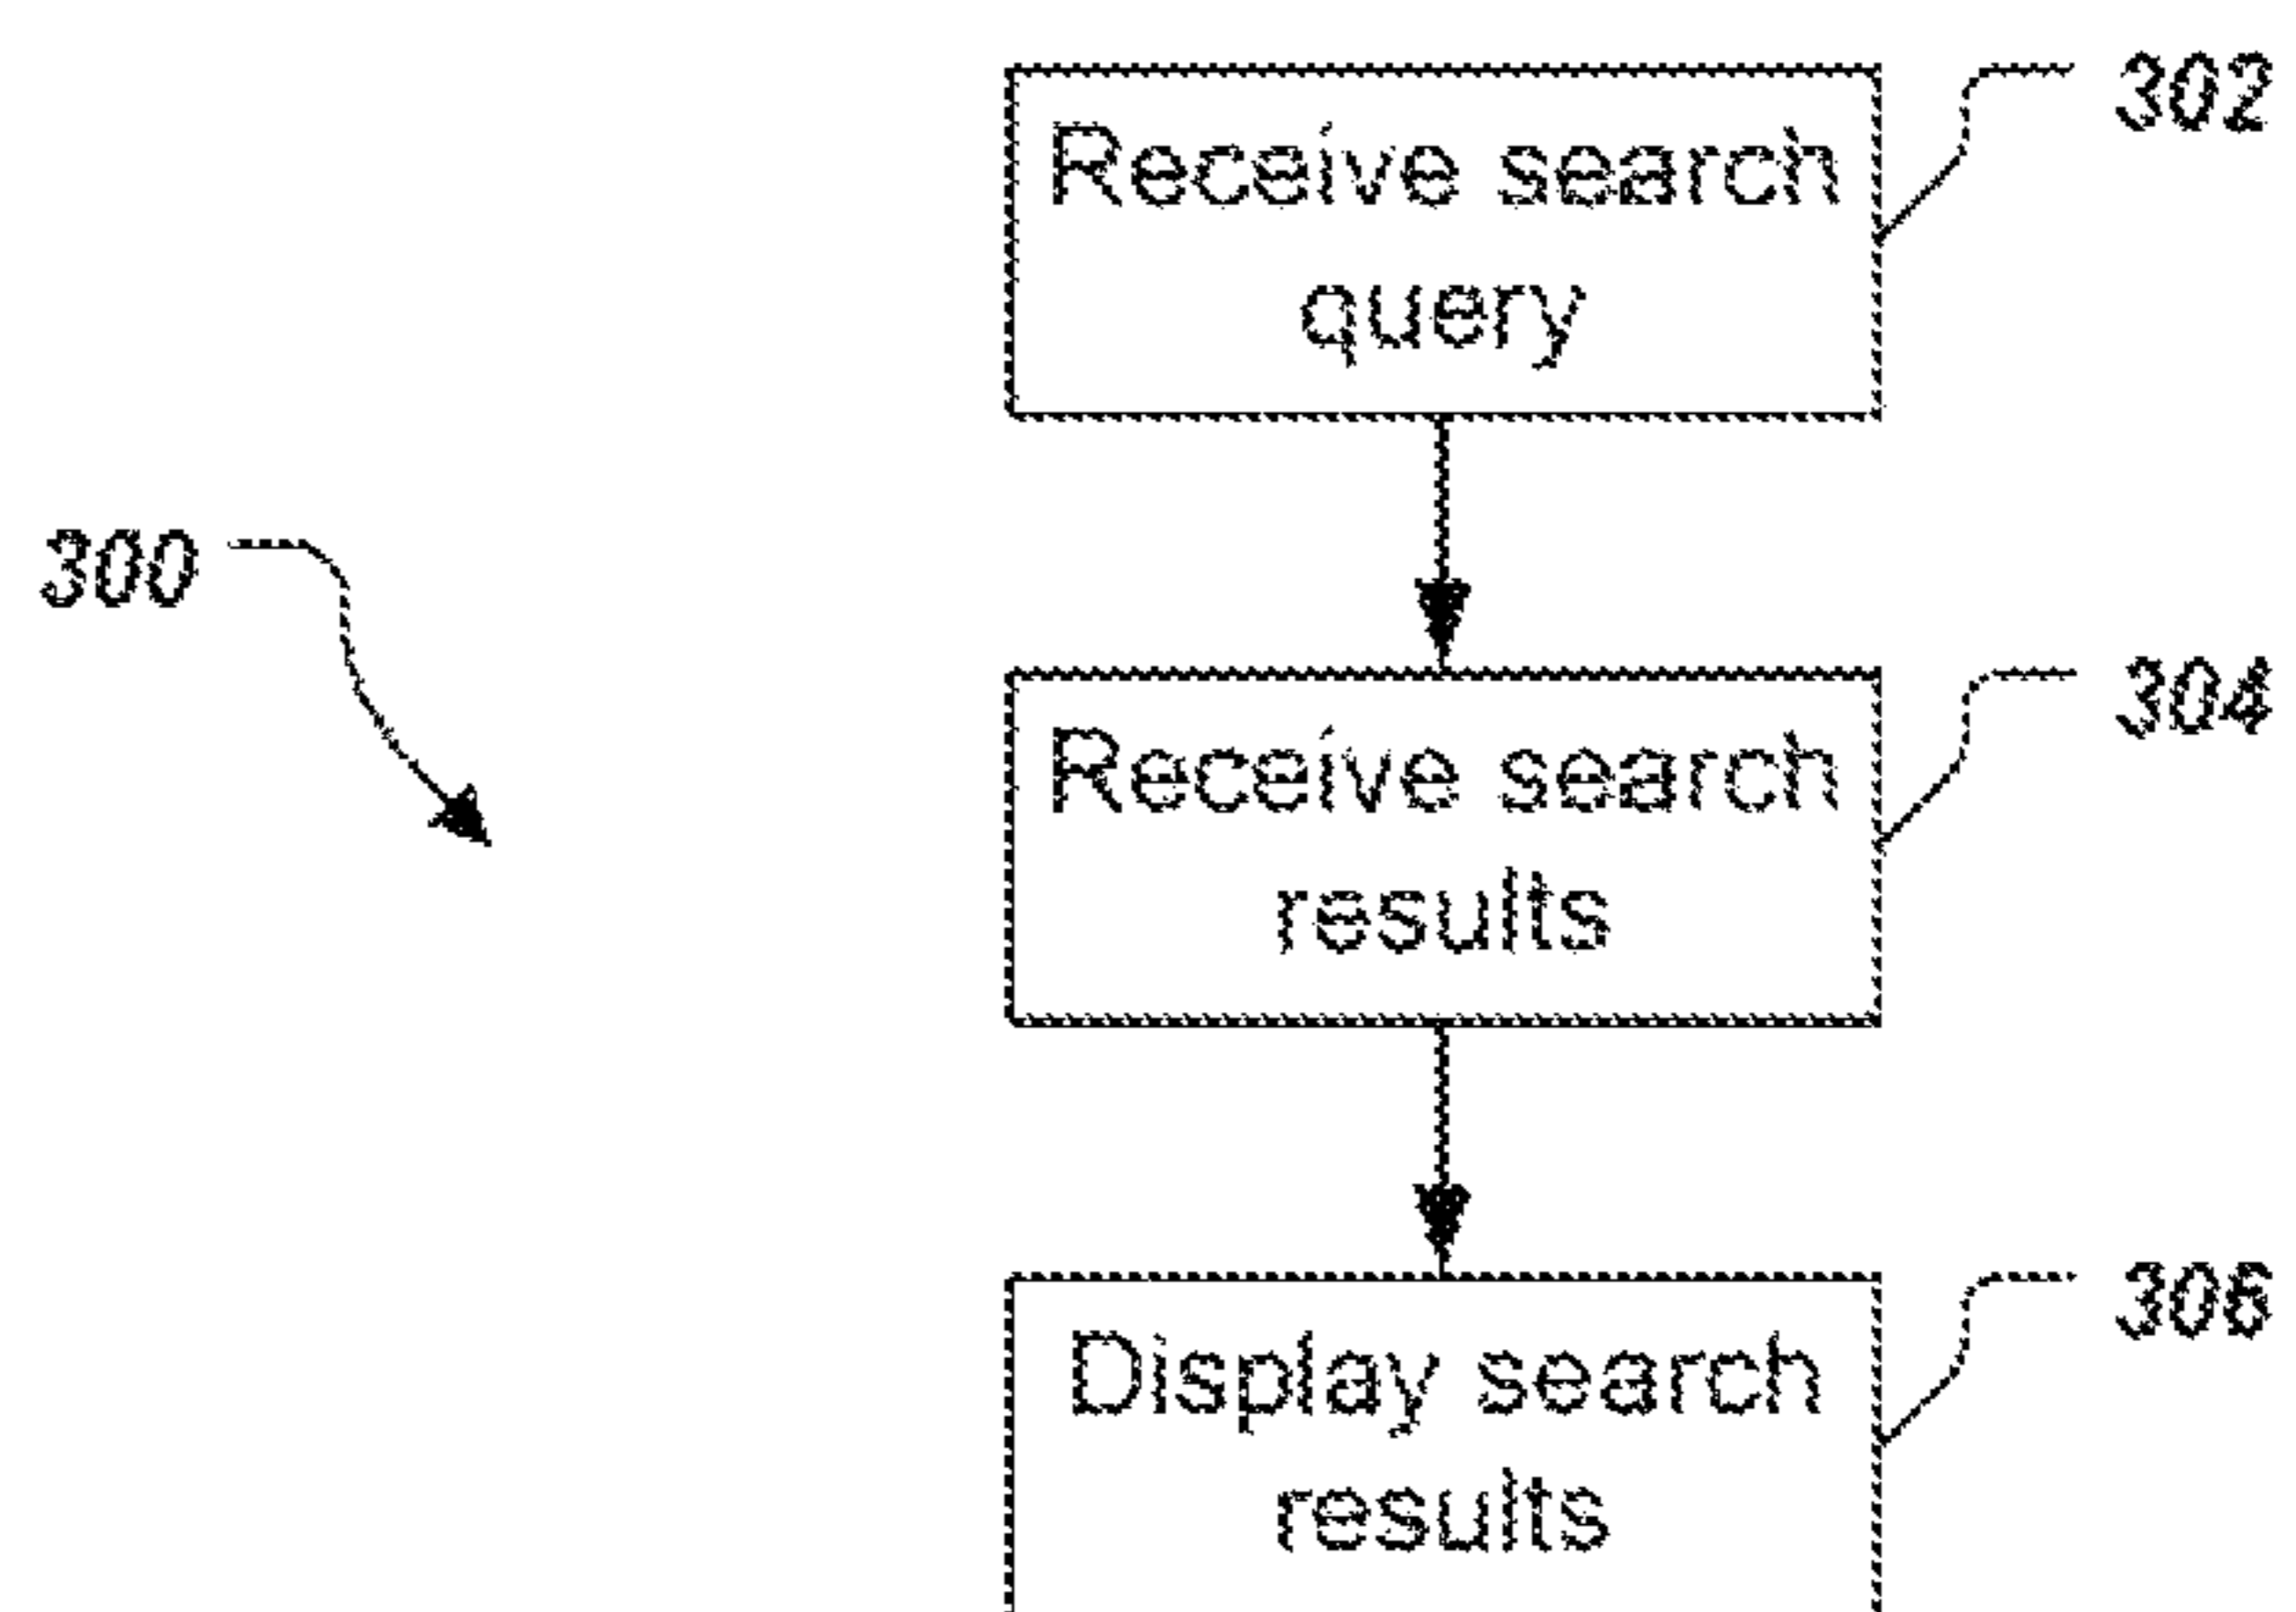 302
Receive search
query
300
304
Receive search
results
306
Display search
results